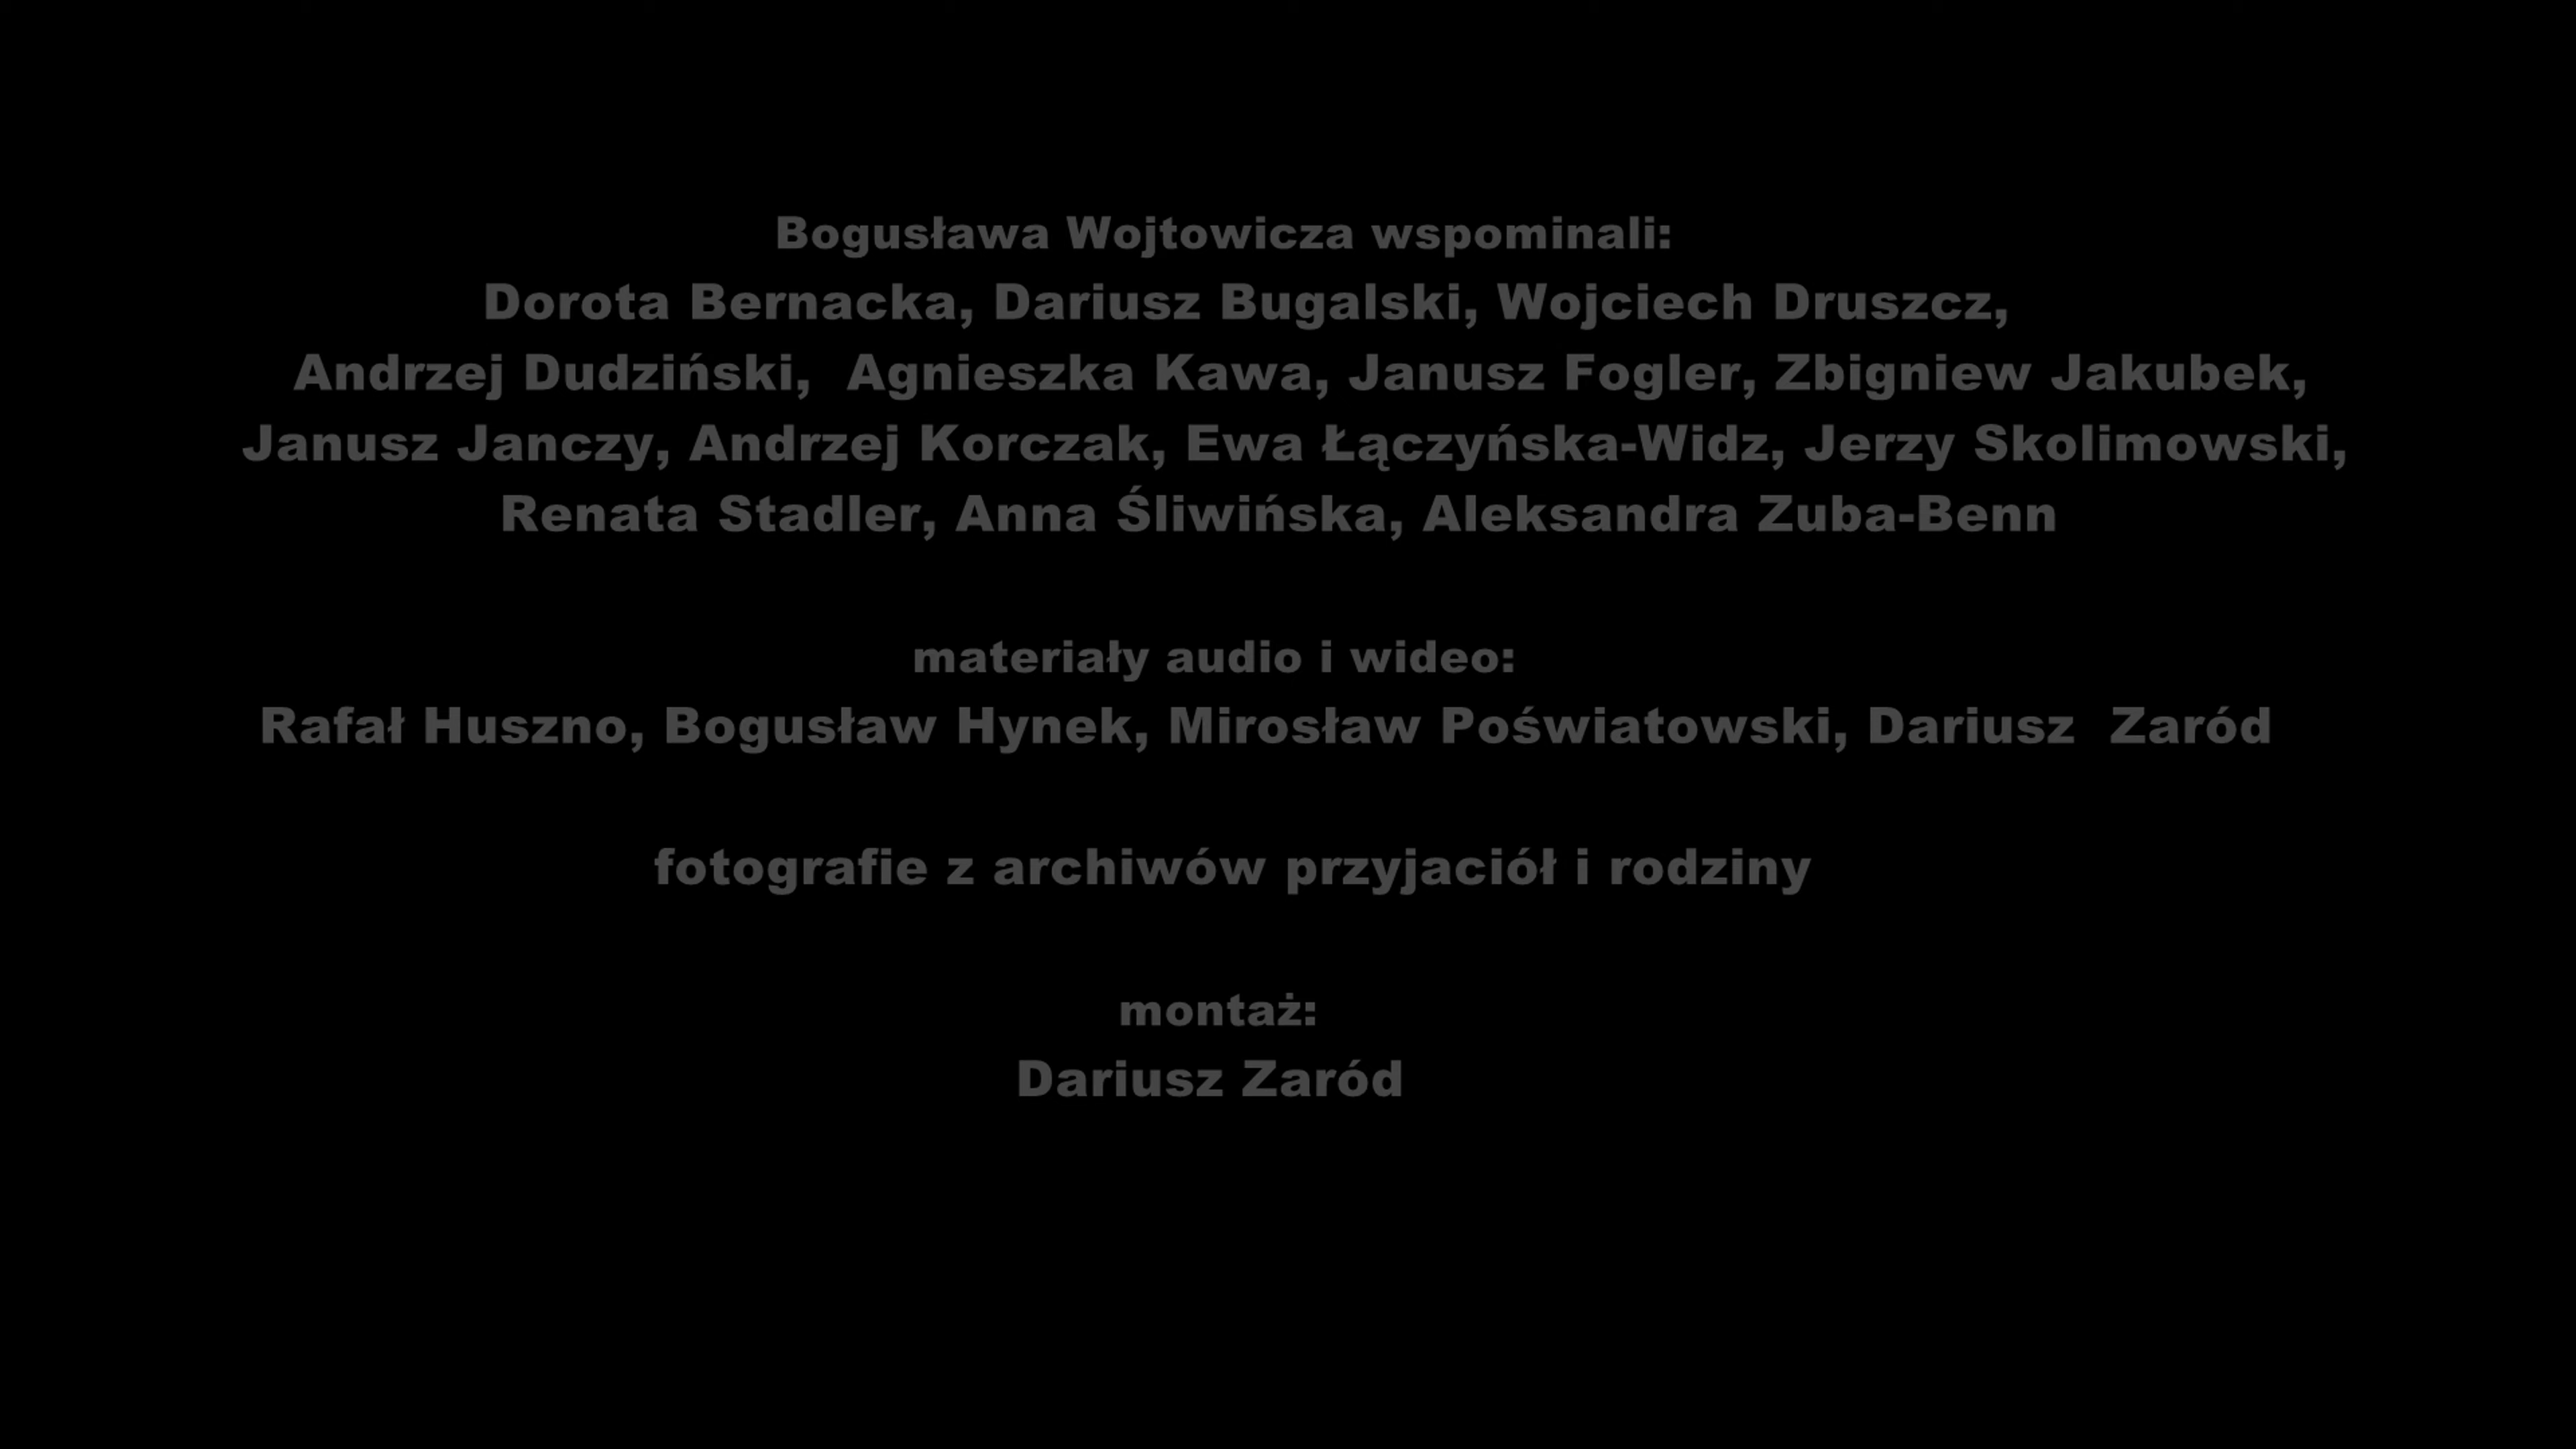 Bogusława Wojtowicza wspominali:
Dorota Bernacka, Dariusz Bugalski, Wojciech Druszcz,
Andrzej Dudziński, Agnieszka Kawa, Janusz Fogler, Zbigniew Jakubek,
Janusz Janczy, Andrzej Korczak, Ewa Łączyńska-Widz, Jerzy Skolimowski,
Renata Stadler, Anna Śliwińska, Aleksandra Zuba-Benn
materiały audio i wideo:
Rafał Huszno, Bogusław Hynek, Mirosław Poświatowski, Dariusz Zaród
fotografie z archiwów przyjaciół i rodziny
montaż:
Dariusz Zaród